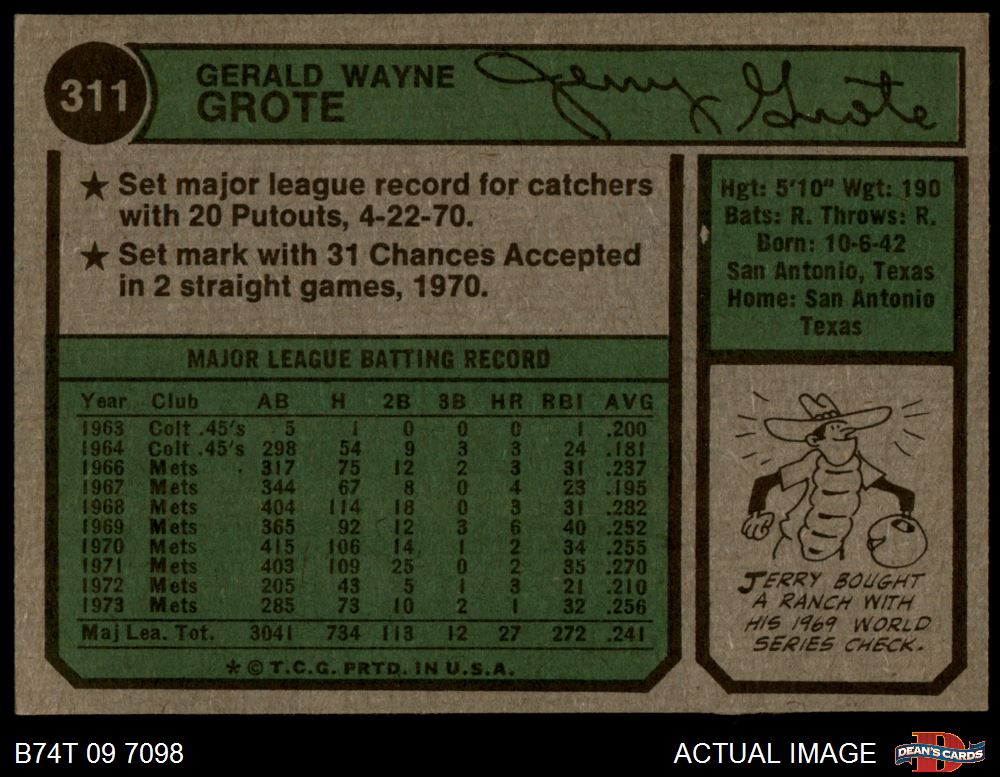 311
GERALD WAYNE
GROTE
Jerry Grote
★ Set major league record for catchers
with 20 Putouts, 4-22-70.
★ Set mark with 31 Chances Accepted
in 2 straight games, 1970.
Hgt: 5'10" Wgt: 190
Bats: R. Throws: R.
Born: 10-6-42
San Antonio, Texas
Home: San Antonio
Texas
MAJOR LEAGUE BATTING RECORD
Year Club AB H 2B 3B HR RBI AVG
1963 Colt .45's 5 1 0 0 0 1 .200
1964 Colt .45's 298 54 9 3 3 24 .181
1966 Mets 317 75 12 2 3 31 .237
1967 Mets 344 67 8 0 4 23 .195
1968 Mets 404 114 18 0 3 31 .282
1969 Mets 365 92 12 3 6 40 .252
1970 Mets 415 106 14 1 2 34 .255
1971 Mets 403 109 25 0 2 35 .270
1972 Mets 205 43 5 1 3 21 .210
1973 Mets 285 73 10 2 1 32 .256
Maj Lea. Tot. 3041 734 113 12 27 272 .241
* © T.C.G. PRTD. IN U.S.A.
JERRY BOUGHT
A RANCH WITH
HIS 1969 WORLD
SERIES CHECK.
B74T 09 7098
ACTUAL IMAGE
D
DEAN'S CARDS